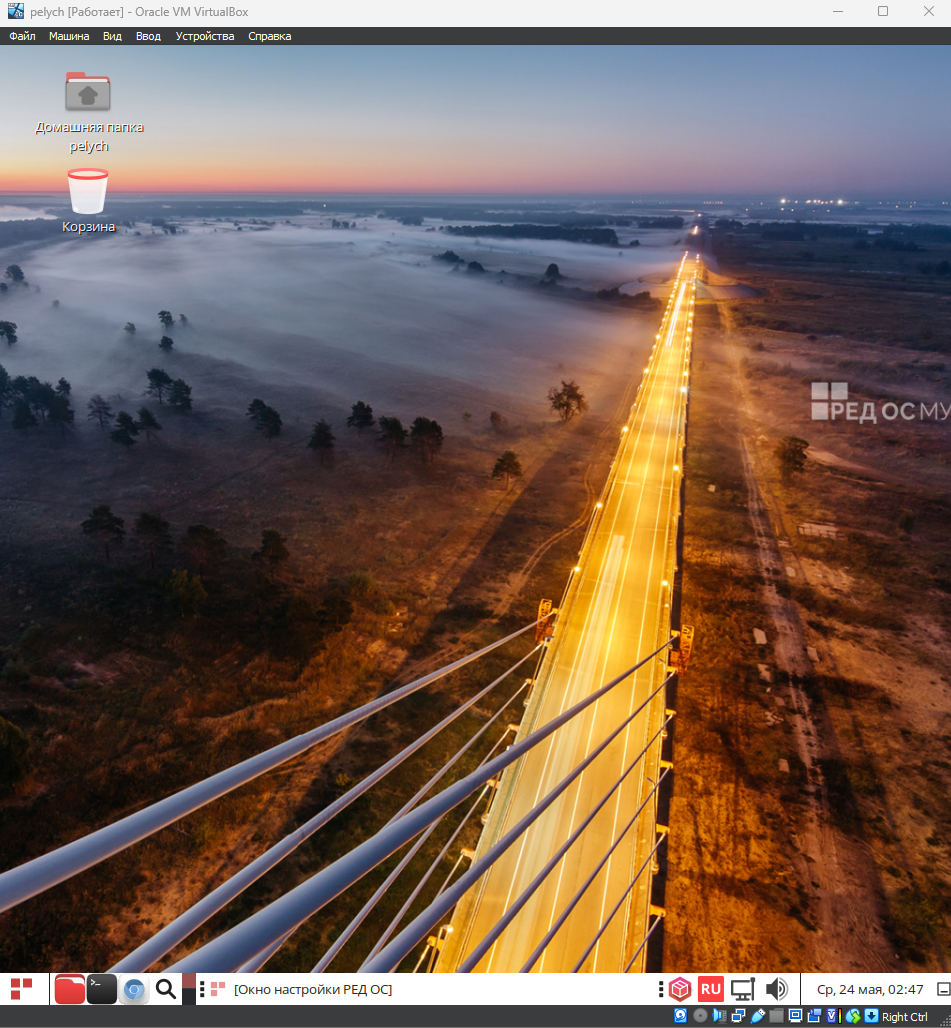 pelych [Работает] - Oracle VM VirtualBox
Файл Машина Вид Ввод Устройства Справка
Домашняя папка
pelych
Корзина
РЕД ОС
[Окно настройки РЕД ОС]
RU
Ср, 24 мая, 02:47
Right Ctrl